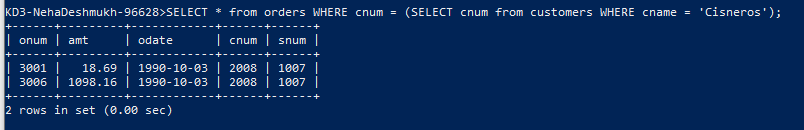 KD3-NehaDeshmukh-96628>SELECT * from orders WHERE cnum = (SELECT cnum from customers WHERE cname = 'Cisneros');
+------+---------+------------+------+------+
| onum | amt     | odate      | cnum | snum |
+------+---------+------------+------+------+
| 3001 |   18.69 | 1990-10-03 | 2008 | 1007 |
| 3006 | 1098.16 | 1990-10-03 | 2008 | 1007 |
+------+---------+------------+------+------+
2 rows in set (0.00 sec)